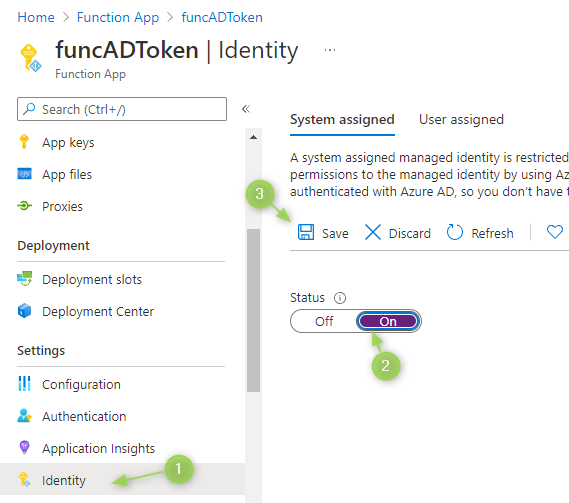 Home > Function App > funcADToken
funcADToken | Identity ...
Function App
Search (Ctrl+/)
«
App keys
App files
Proxies
Deployment
Deployment slots
Deployment Center
Settings
Configuration
Authentication
Application Insights
Identity
1
System assigned User assigned
A system assigned managed identity is restricted
permissions to the managed identity by using Az
authenticated with Azure AD, so you don't have t
3
Save Discard Refresh
Status
Off On
2